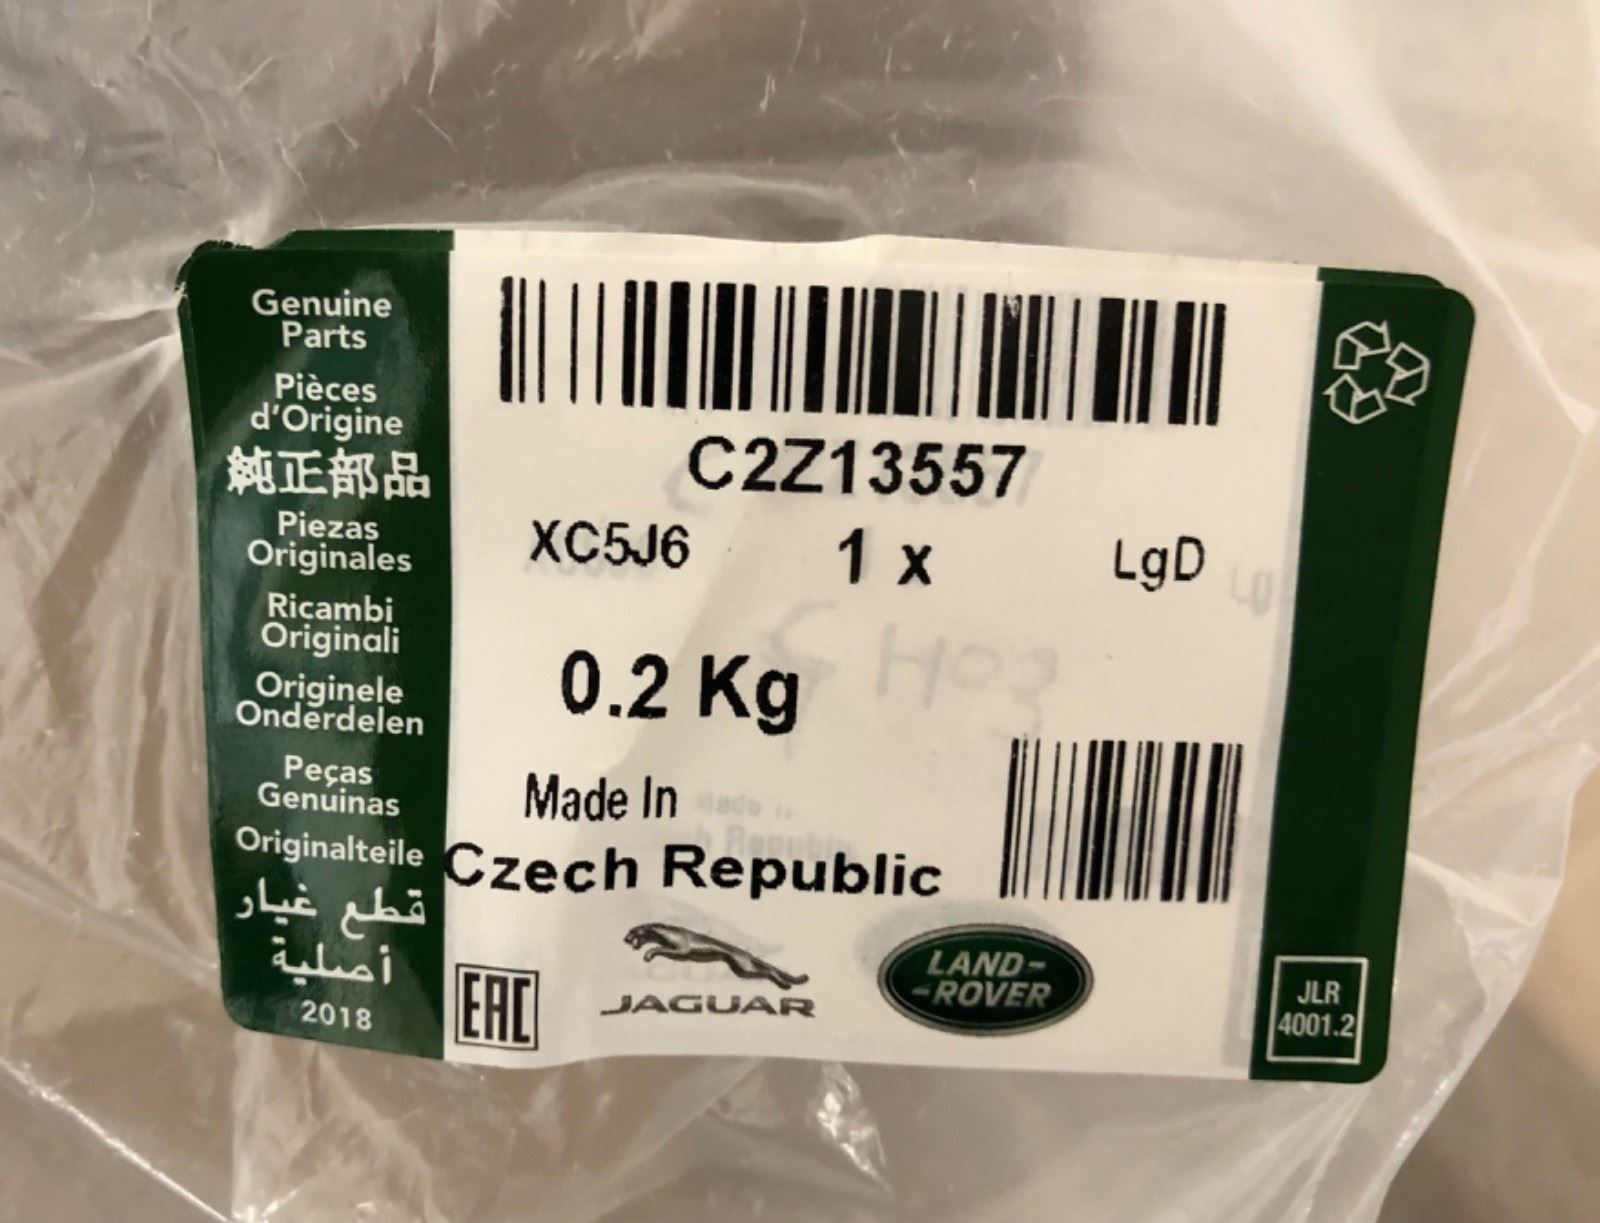 Genuine
Parts
Pièces
d'Origine
純正部品
Piezas
Originales
Ricambi
Originali
Originele
Onderdelen
Peças
Genuinas
Originalteile
قطع غيار
أصلية
2018
C2Z13557
XC5J6 1 x LgD
0.2 Kg
Made In
Czech Republic
EAC
JAGUAR
LAND-
-ROVER
JLR
4001.2